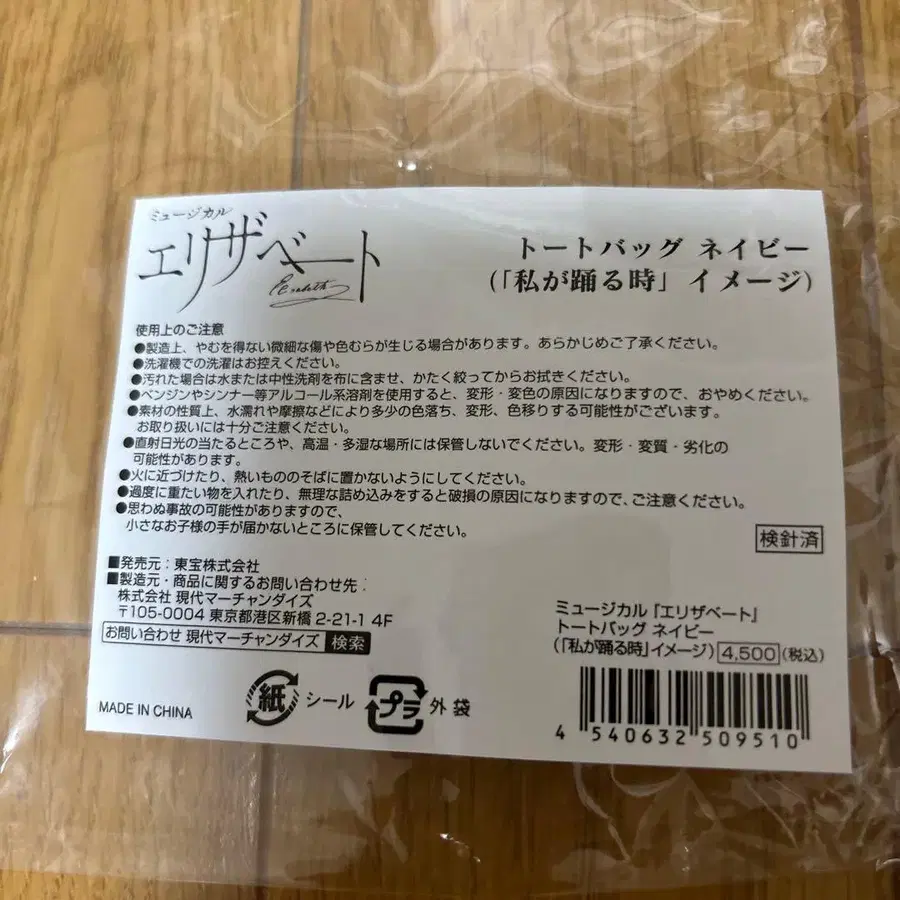 ミュージカル
エリザベート
Elisabeth
トートバッグ ネイビー
(「私が踊る時」イメージ)
使用上のご注意
●製造上、やむを得ない微細な傷や色むらが生じる場合があります。あらかじめご了承ください。
●洗濯機での洗濯はお控えください。
●汚れた場合は水または中性洗剤を布に含ませ、かたく絞ってからお拭きください。
●ベンジンやシンナー等アルコール系溶剤を使用すると、変形・変色の原因になりますので、おやめください。
●素材の性質上、水濡れや摩擦などにより多少の色落ち、変形、色移りする可能性がございます。
お取り扱いには十分ご注意ください。
●直射日光の当たるところや、高温・多湿な場所には保管しないでください。変形・変質・劣化の
可能性があります。
●火に近づけたり、熱いもののそばに置かないようにしてください。
●過度に重たい物を入れたり、無理な詰め込みをすると破損の原因になりますので、ご注意ください。
●思わぬ事故の可能性がありますので、
小さなお子様の手が届かないところに保管してください。
検針済
■発売元:東宝株式会社
■製造元・商品に関するお問い合わせ先:
株式会社 現代マーチャンダイズ
〒105-0004 東京都港区新橋 2-21-1 4F
お問い合わせ 現代マーチャンダイズ 検索
MADE IN CHINA
紙 シール
プラ 外袋
ミュージカル「エリザベート」
トートバッグ ネイビー
(「私が踊る時」イメージ) 4,500 (税込)
4 540632 509510